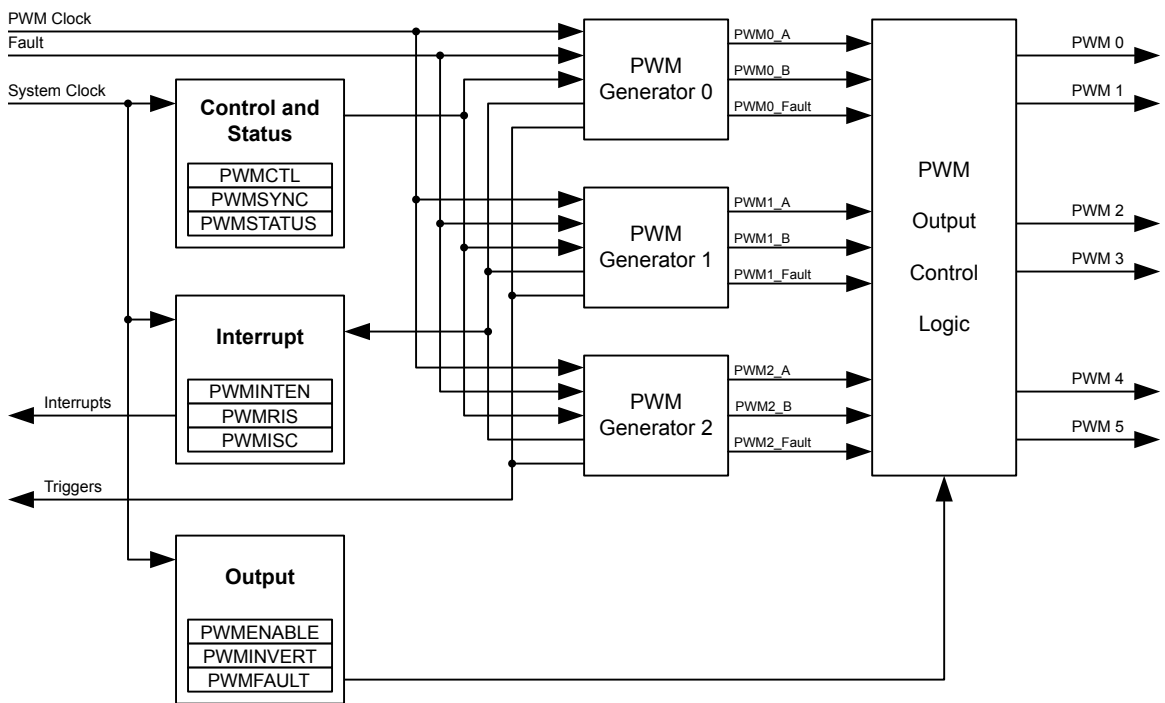 PWM Clock
Fault
System Clock
Control and
Status
PWMCTL
PWMSYNC
PWMSTATUS
Interrupt
PWMINTEN
PWMRIS
PWMISC
Interrupts
Triggers
Output
PWMENABLE
PWMINVERT
PWMFAULT
PWM
Generator 0
PWM0_A
PWM0_B
PWM0_Fault
PWM
Generator 1
PWM1_A
PWM1_B
PWM1_Fault
PWM
Generator 2
PWM2_A
PWM2_B
PWM2_Fault
PWM
Output
Control
Logic
PWM 0
PWM 1
PWM 2
PWM 3
PWM 4
PWM 5